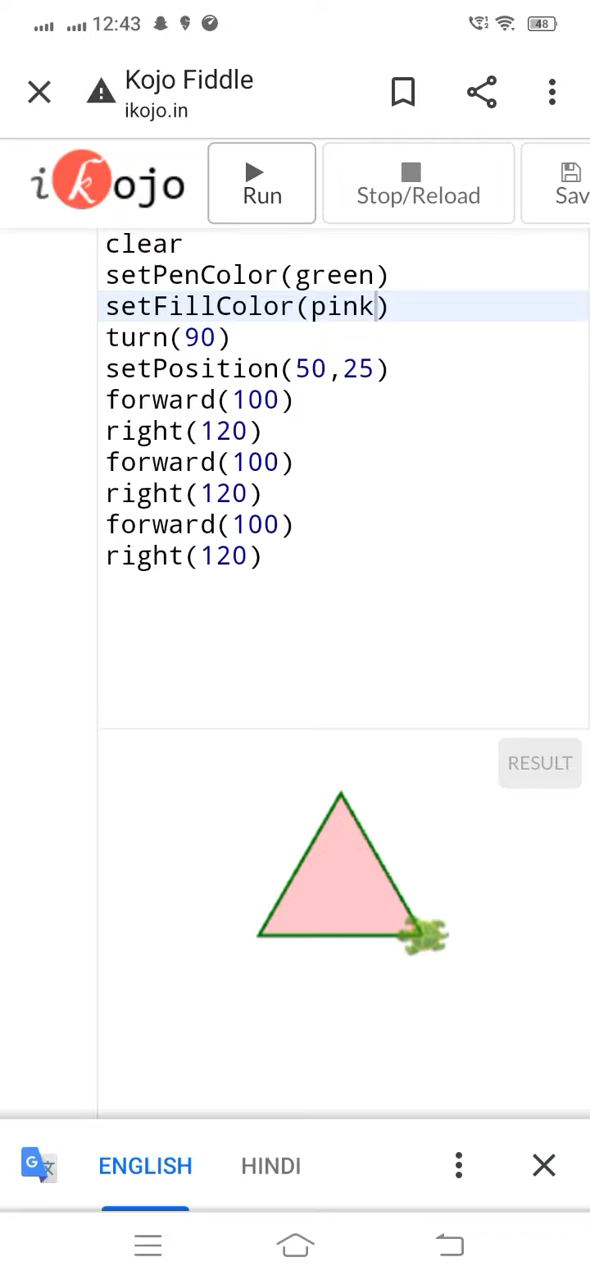 12:43 48
Kojo Fiddle
ikojo.in
ikojo
Run
Stop/Reload
Sav
clear
setPenColor(green)
setFillColor(pink)
turn(90)
setPosition(50,25)
forward(100)
right(120)
forward(100)
right(120)
forward(100)
right(120)
RESULT
G ENGLISH HINDI